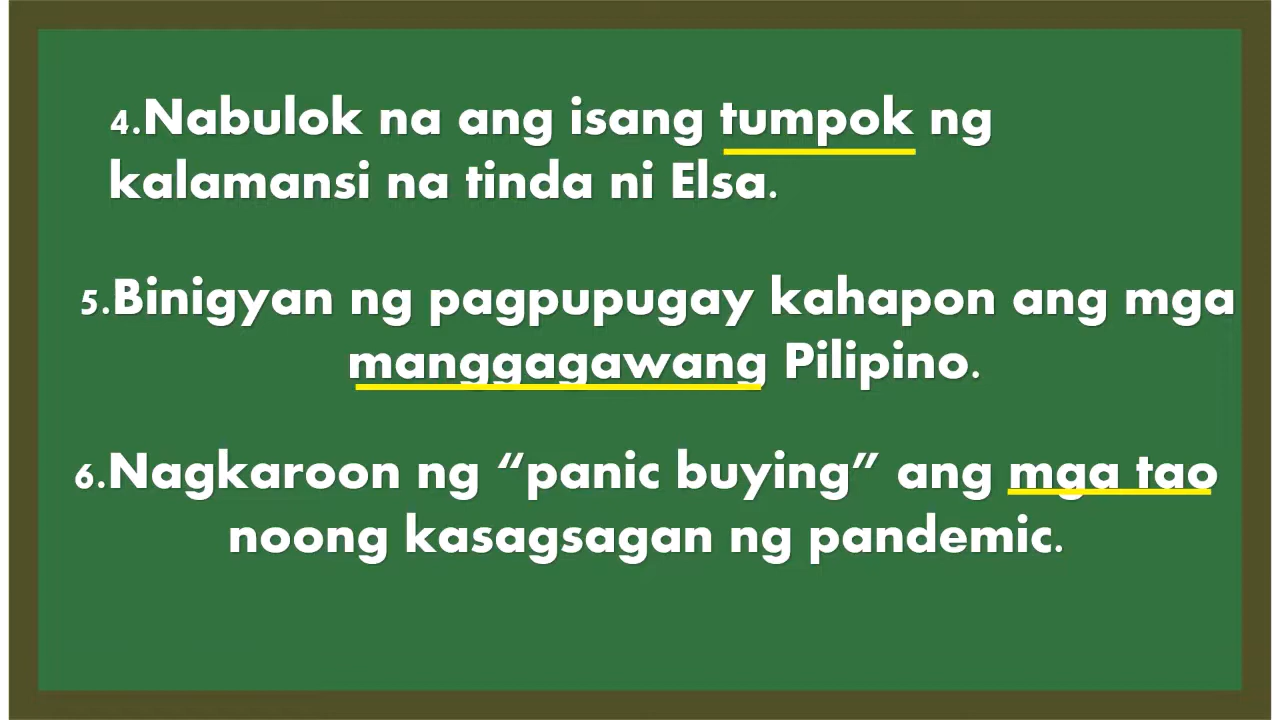 4.Nabulok na ang isang tumpok ng
kalamansi na tinda ni Elsa.
5.Binigyan ng pagpupugay kahapon ang mga
manggagawang Pilipino.
6.Nagkaroon ng “panic buying” ang mga tao
noong kasagsagan ng pandemic.